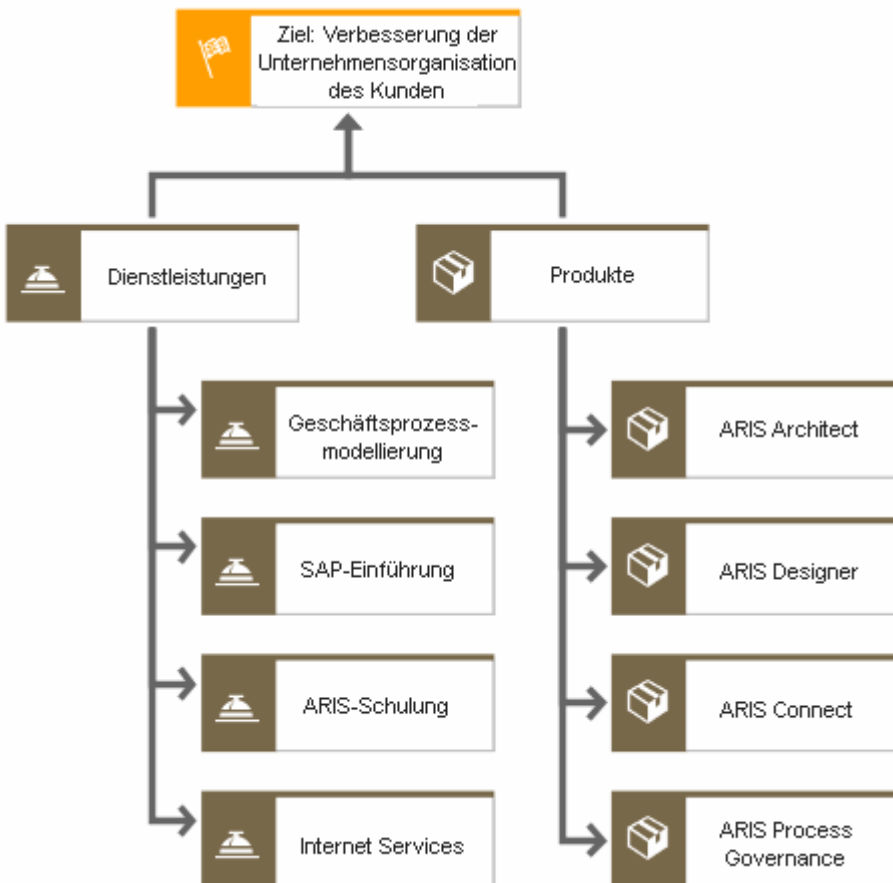 Ziel: Verbesserung der
Unternehmensorganisation
des Kunden
Dienstleistungen
Produkte
Geschäftsprozess-
modellierung
ARIS Architect
SAP-Einführung
ARIS Designer
ARIS-Schulung
ARIS Connect
Internet Services
ARIS Process
Governance